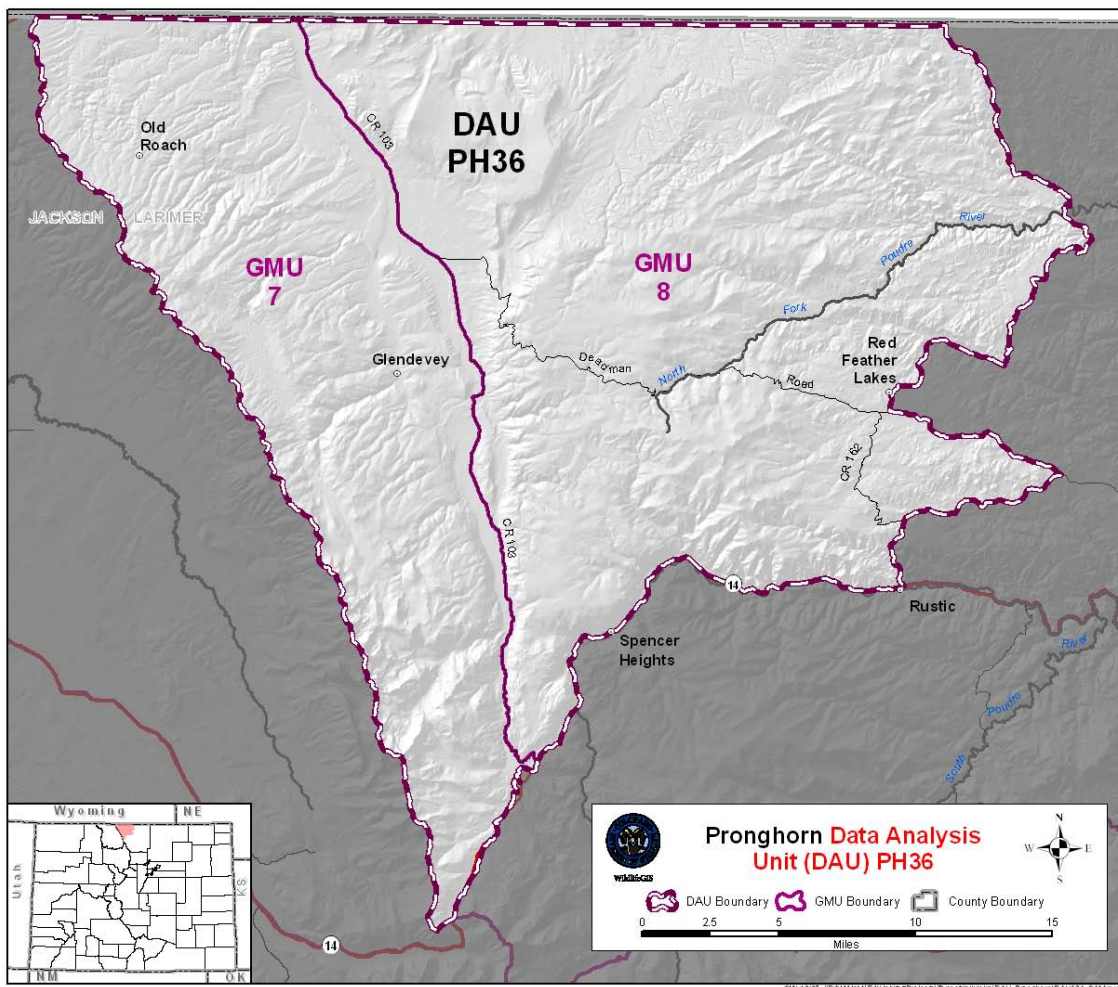 DAU
PH36
CR 103
Old
Roach
JACKSON
LARIMER
GMU
7
GMU
8
River
Poudre
Fork
North
Red
Feather
Lakes
Glendevey
Deadman
Road
CR 162
CR 103
14
Rustic
Spencer
Heights
River
Poudre
South
14
Wyoming
NE
Utah
KS
NM
OK
WildlifeGIS
Pronghorn Data Analysis
Unit (DAU) PH36
N
W
E
S
DAU Boundary
GMU Boundary
County Boundary
0
2.5
5
10
15
Miles